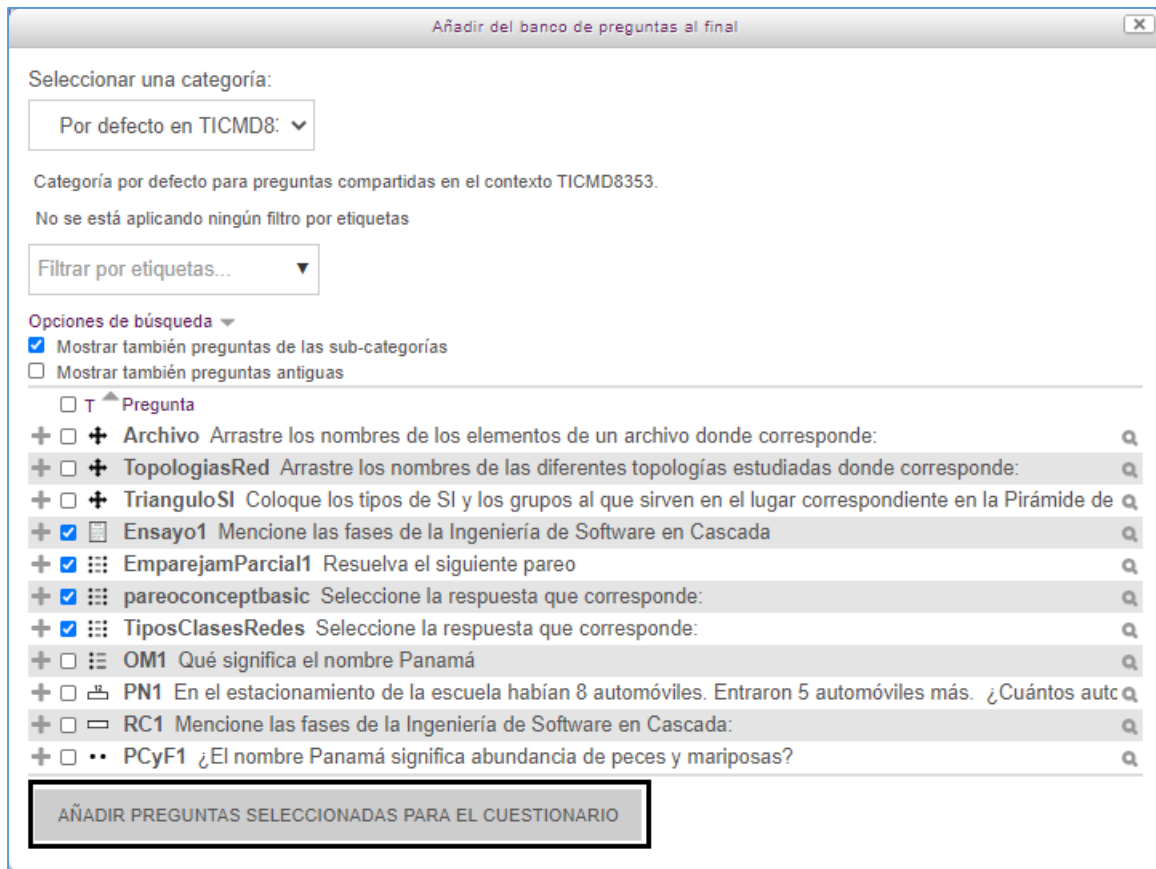 Añadir del banco de preguntas al final
Seleccionar una categoría:
Por defecto en TICMD8
Categoría por defecto para preguntas compartidas en el contexto TICMD8353.
No se está aplicando ningún filtro por etiquetas
Filtrar por etiquetas...
Opciones de búsqueda
Mostrar también preguntas de las sub-categorías
Mostrar también preguntas antiguas
T Pregunta
Archivo Arrastre los nombres de los elementos de un archivo donde corresponde:
TopologiasRed Arrastre los nombres de las diferentes topologías estudiadas donde corresponde:
TrianguloSI Coloque los tipos de SI y los grupos al que sirven en el lugar correspondiente en la Pirámide de
Ensayo1 Mencione las fases de la Ingeniería de Software en Cascada
EmparejamParcial1 Resuelva el siguiente pareo
pareoconceptbasic Seleccione la respuesta que corresponde:
TiposClasesRedes Seleccione la respuesta que corresponde:
OM1 Qué significa el nombre Panamá
PN1 En el estacionamiento de la escuela habían 8 automóviles. Entraron 5 automóviles más. ¿Cuántos auto
RC1 Mencione las fases de la Ingeniería de Software en Cascada:
PCyF1 ¿El nombre Panamá significa abundancia de peces y mariposas?
AÑADIR PREGUNTAS SELECCIONADAS PARA EL CUESTIONARIO